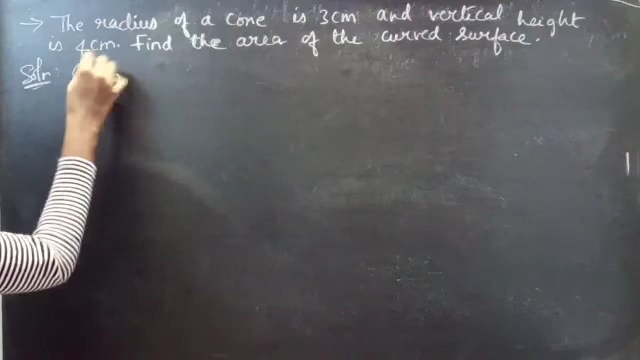 → The radius of a cone is 3cm and vertical height
is 4cm. Find the area of the curved surface.
Soln: